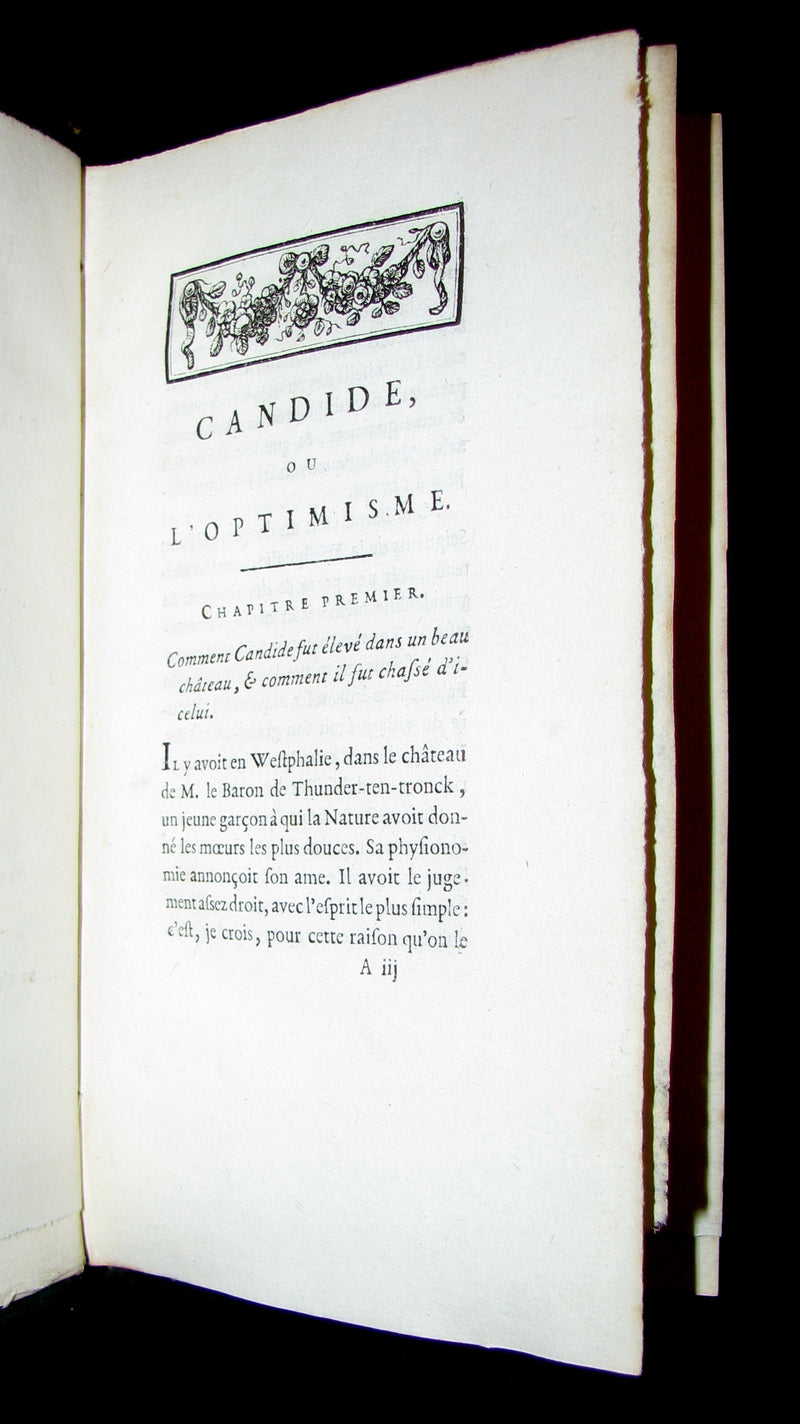 CANDIDE,
OU
L'OPTIMISME.
CHAPITRE PREMIER.
Comment Candide fut élevé dans un beau
château, & comment il fut chaſsé d'i-
celui.
IL y avoit en Weſtphalie, dans le château
de M. le Baron de Thunder-ten-tronck,
un jeune garçon à qui la Nature avoit don-
né les mœurs les plus douces. Sa phyſiono-
mie annonçoit ſon ame. Il avoit le juge-
ment aſsez droit, avec l'eſprit le plus ſimple:
c'eſt, je crois, pour cette raiſon qu'on le
A iij